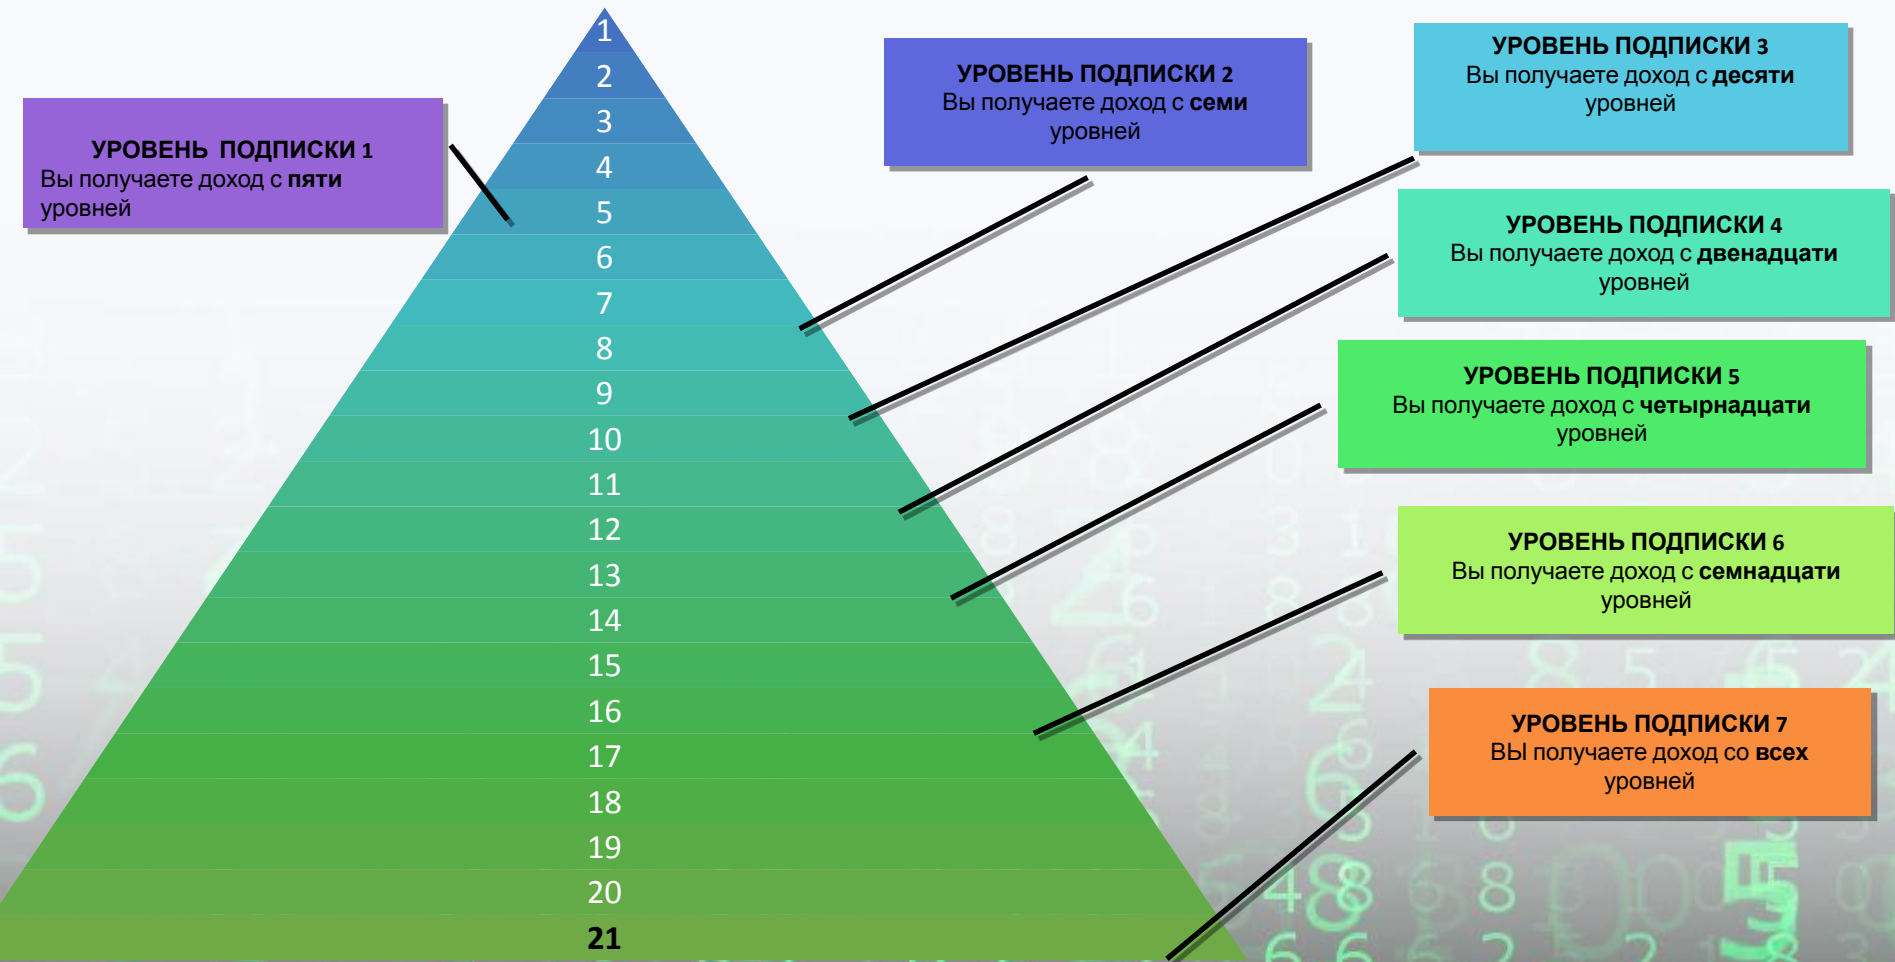 1
2
3
4
5
6
7
8
9
10
11
12
13
14
15
16
17
18
19
20
21
УРОВЕНЬ ПОДПИСКИ 1
Вы получаете доход с пяти
уровней
УРОВЕНЬ ПОДПИСКИ 2
Вы получаете доход с семи
уровней
УРОВЕНЬ ПОДПИСКИ 3
Вы получаете доход с десяти
уровней
УРОВЕНЬ ПОДПИСКИ 4
Вы получаете доход с двенадцати
уровней
УРОВЕНЬ ПОДПИСКИ 5
Вы получаете доход с четырнадцати
уровней
УРОВЕНЬ ПОДПИСКИ 6
Вы получаете доход с семнадцати
уровней
УРОВЕНЬ ПОДПИСКИ 7
ВЫ получаете доход со всех
уровней